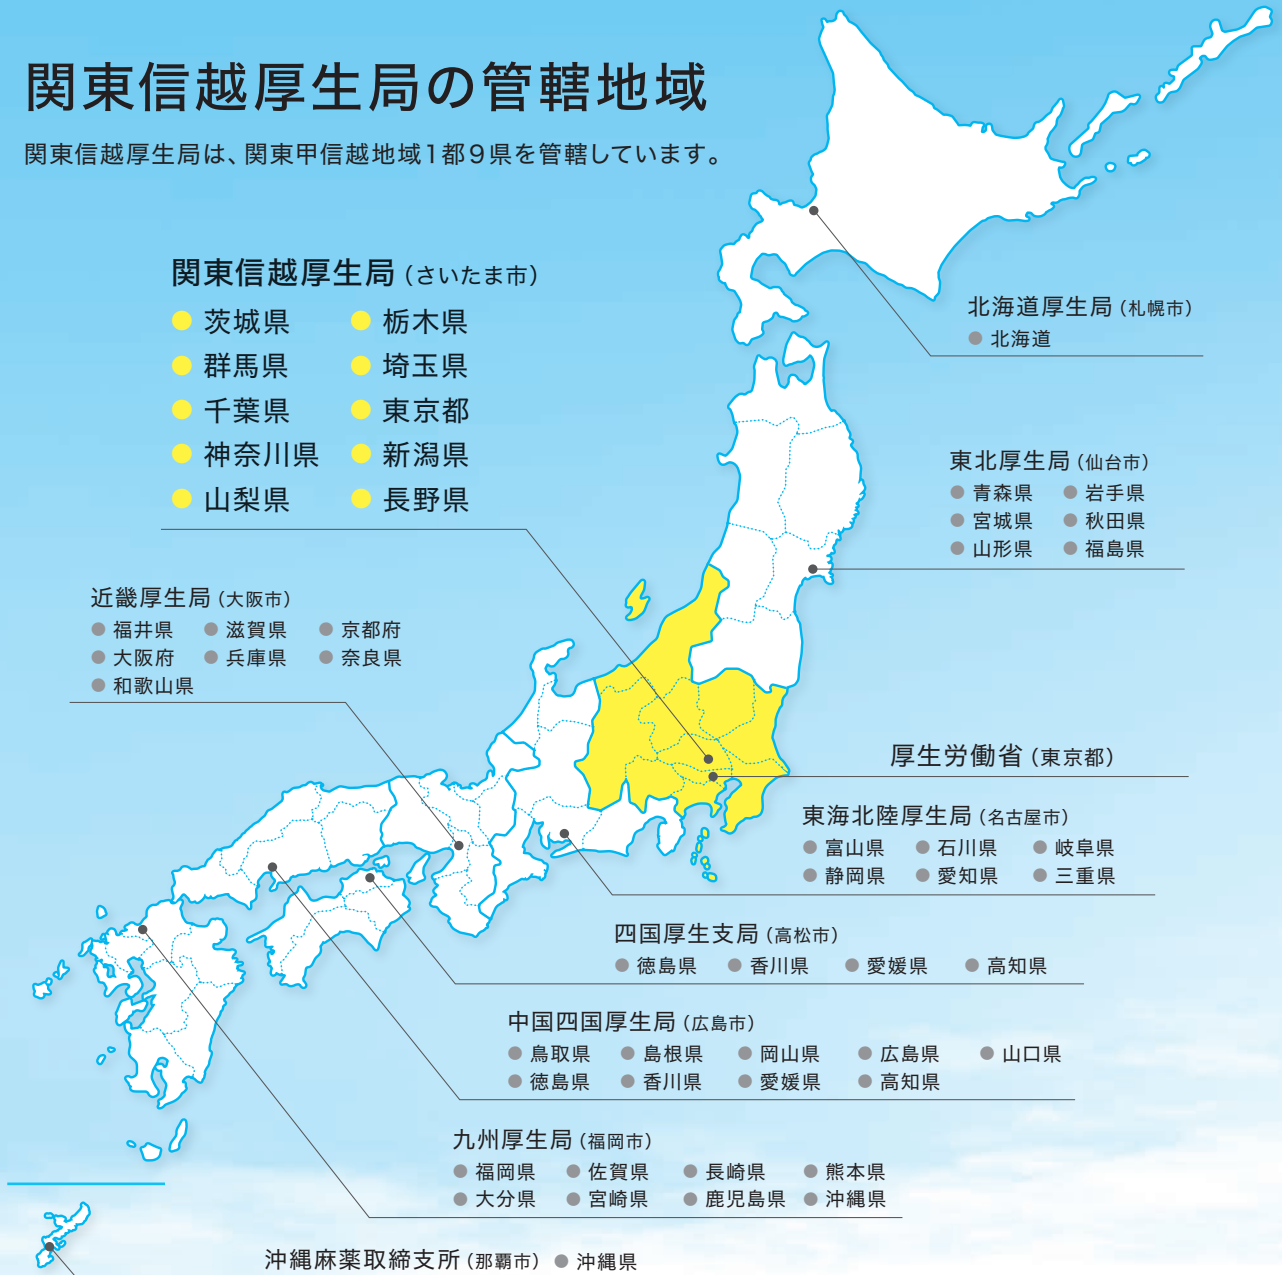 関東信越厚生局の管轄地域
関東信越厚生局は、関東甲信越地域1都9県を管轄しています。
関東信越厚生局（さいたま市）
茨城県 栃木県
群馬県 埼玉県
千葉県 東京都
神奈川県 新潟県
山梨県 長野県
北海道厚生局（札幌市）
北海道
東北厚生局（仙台市）
青森県 岩手県
宮城県 秋田県
山形県 福島県
近畿厚生局（大阪市）
福井県 滋賀県 京都府
大阪府 兵庫県 奈良県
和歌山県
厚生労働省（東京都）
東海北陸厚生局（名古屋市）
富山県 石川県 岐阜県
静岡県 愛知県 三重県
四国厚生支局（高松市）
徳島県 香川県 愛媛県 高知県
中国四国厚生局（広島市）
鳥取県 島根県 岡山県 広島県 山口県
徳島県 香川県 愛媛県 高知県
九州厚生局（福岡市）
福岡県 佐賀県 長崎県 熊本県
大分県 宮崎県 鹿児島県 沖縄県
沖縄麻薬取締支所（那覇市） 沖縄県